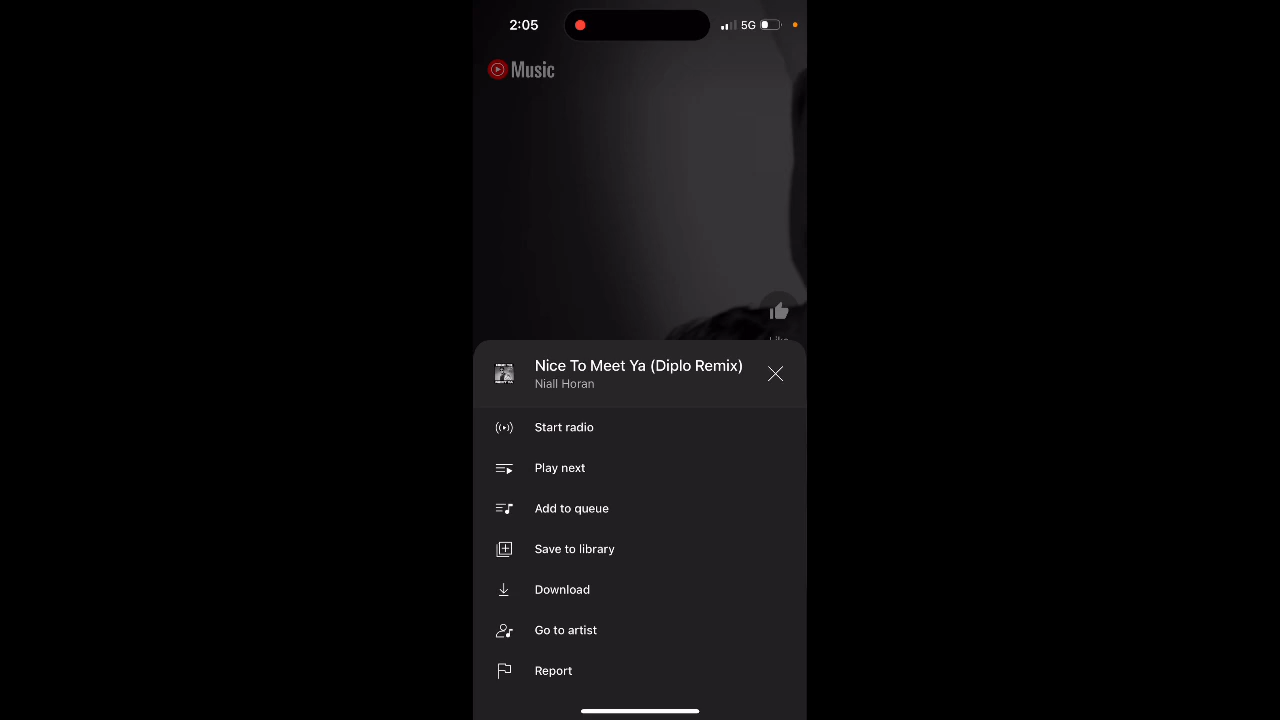 2:05
5G
Music
Like
Nice To Meet Ya (Diplo Remix)
Niall Horan
Start radio
Play next
Add to queue
Save to library
Download
Go to artist
Report